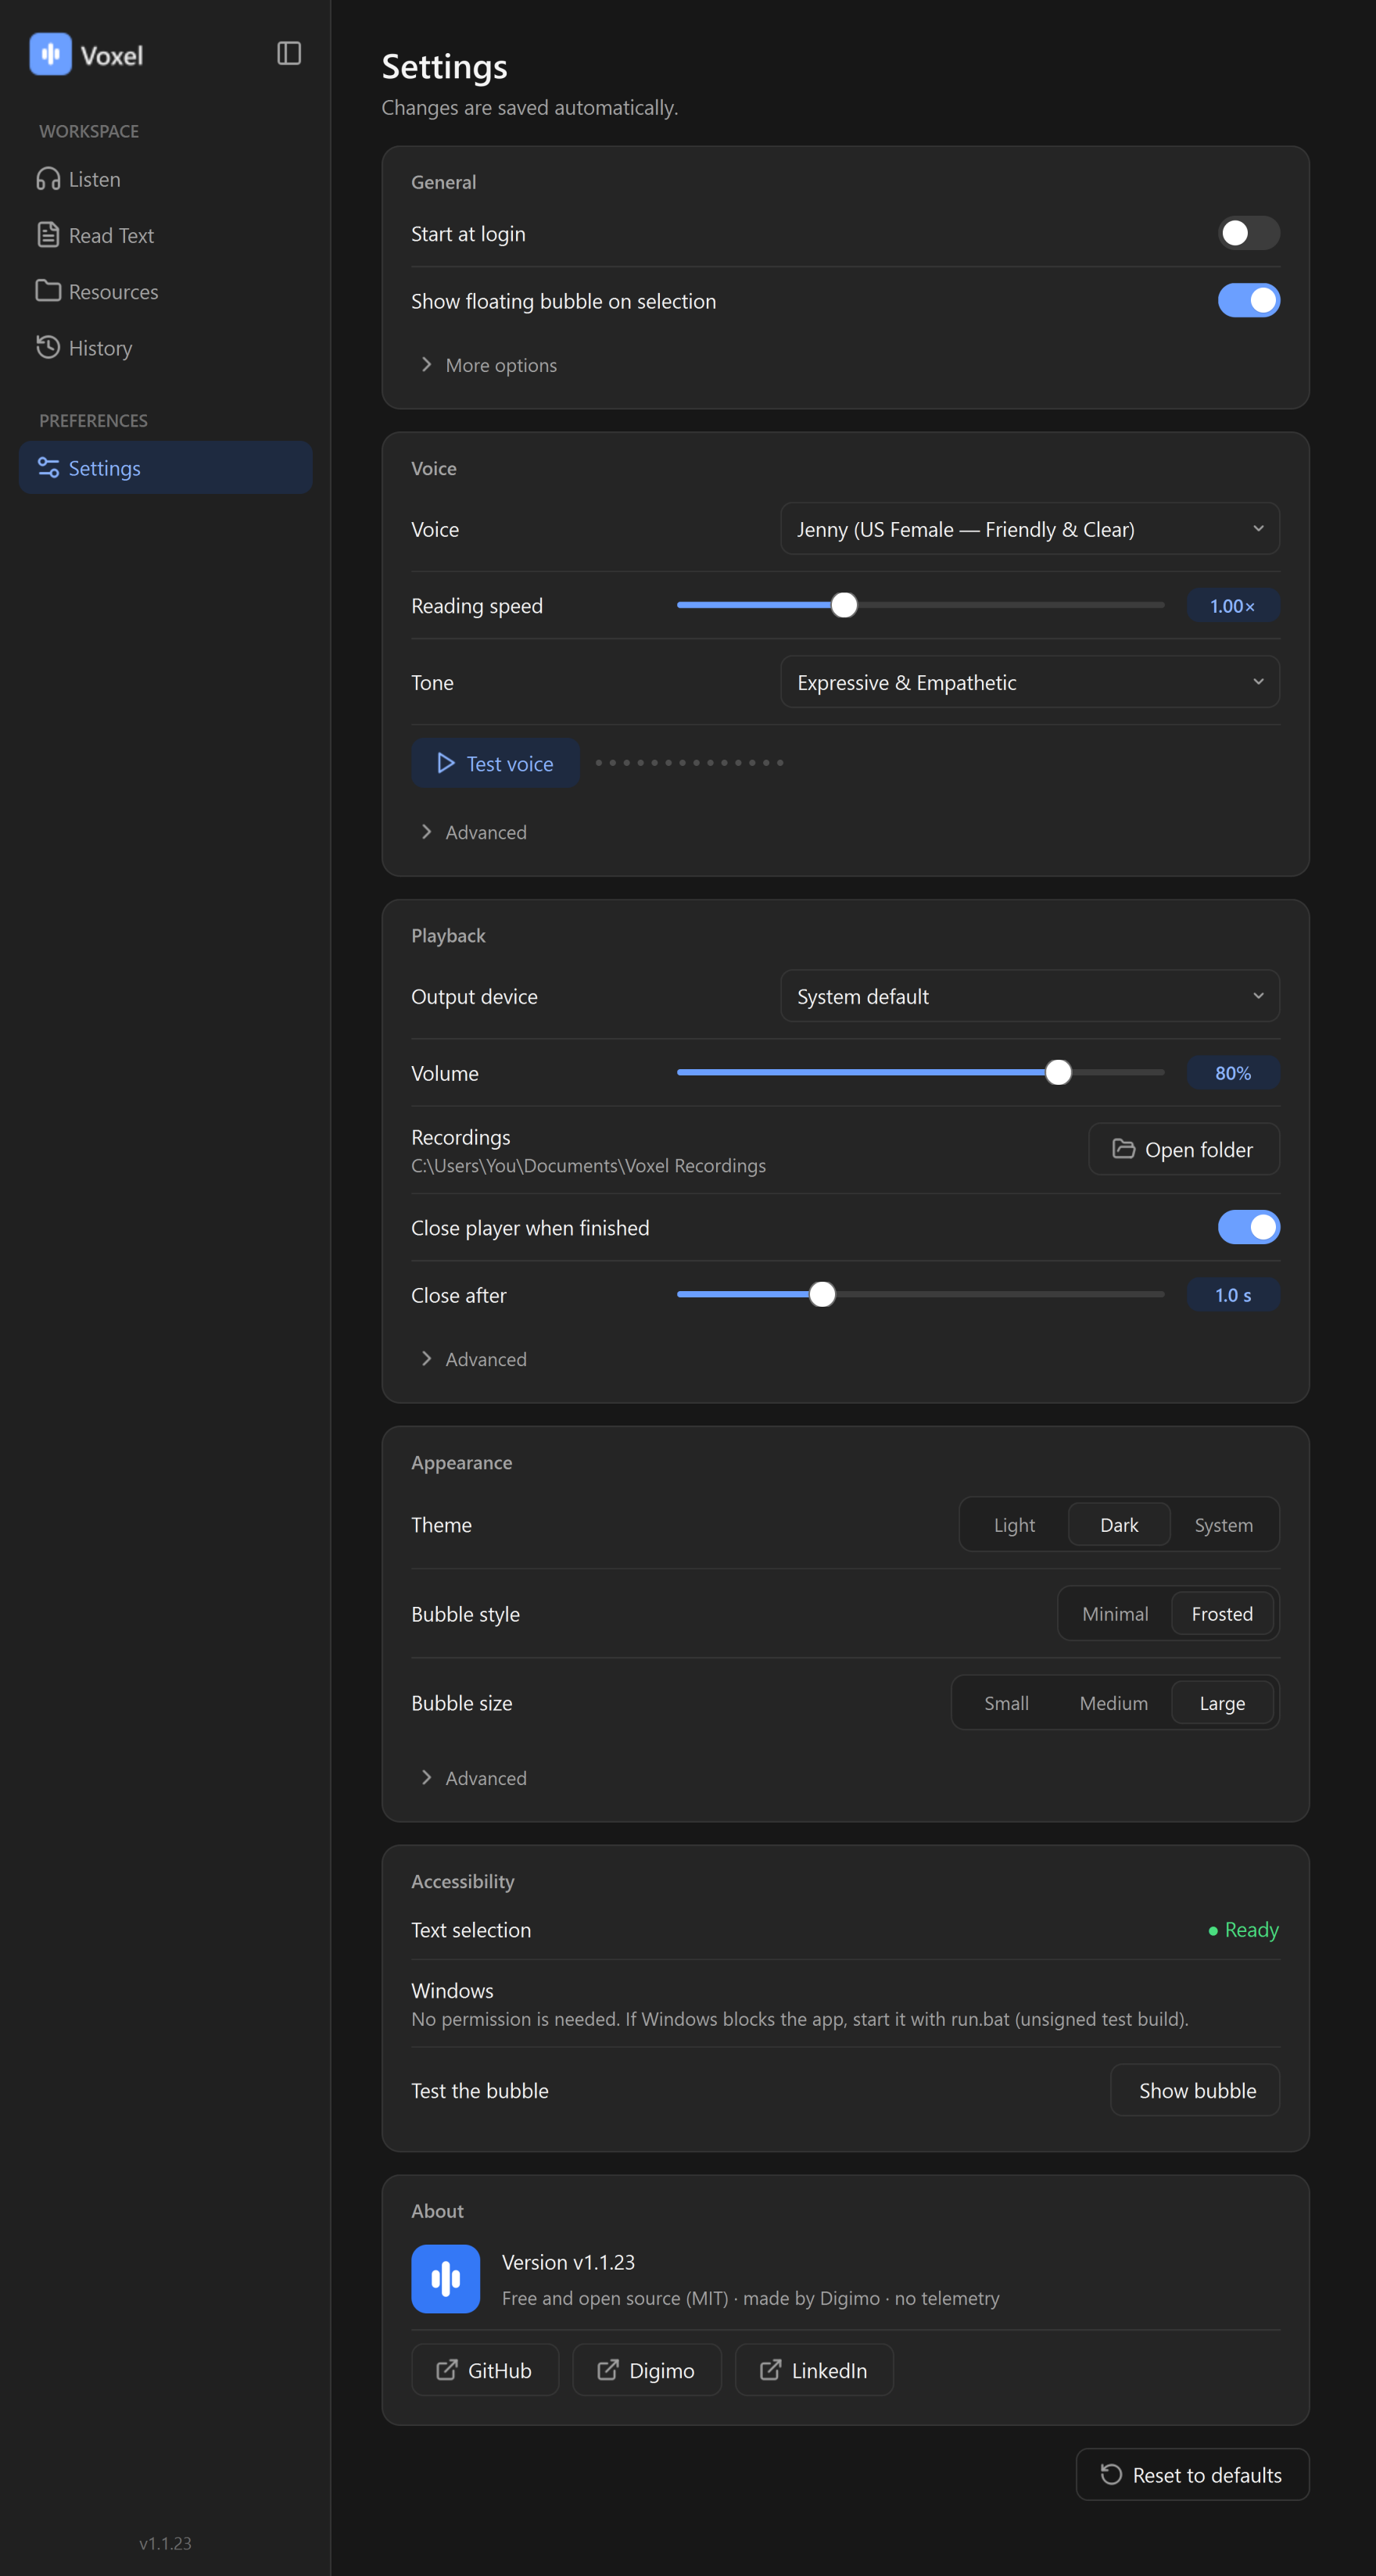 Voxel
WORKSPACE
Listen
Read Text
Resources
History
PREFERENCES
Settings
v1.1.23
Settings
Changes are saved automatically.
General
Start at login
Show floating bubble on selection
More options
Voice
Voice
Jenny (US Female — Friendly & Clear)
Reading speed
1.00×
Tone
Expressive & Empathetic
Test voice
Advanced
Playback
Output device
System default
Volume
80%
Recordings
C:\Users\You\Documents\Voxel Recordings
Open folder
Close player when finished
Close after
1.0 s
Advanced
Appearance
Theme
Light Dark System
Bubble style
Minimal Frosted
Bubble size
Small Medium Large
Advanced
Accessibility
Text selection
Ready
Windows
No permission is needed. If Windows blocks the app, start it with run.bat (unsigned test build).
Test the bubble
Show bubble
About
Version v1.1.23
Free and open source (MIT) · made by Digimo · no telemetry
GitHub Digimo LinkedIn
Reset to defaults